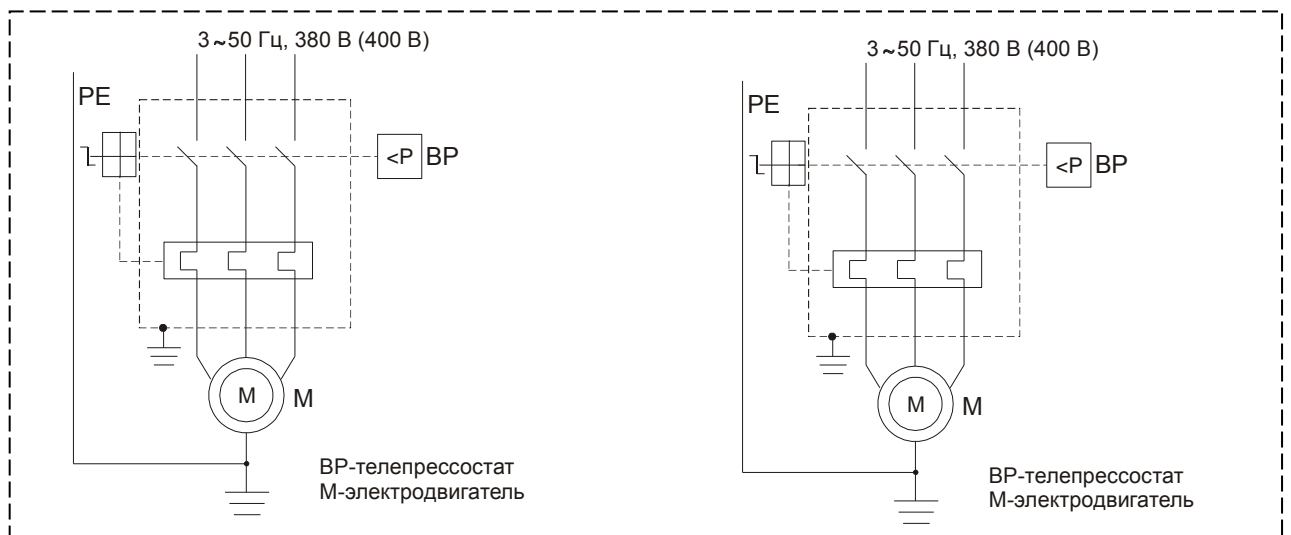 3 ~50 Гц, 380 В (400 В)
PE
<P BP
M M
BP-телепрессостат
М-электродвигатель
3 ~50 Гц, 380 В (400 В)
PE
<P BP
M M
BP-телепрессостат
М-электродвигатель